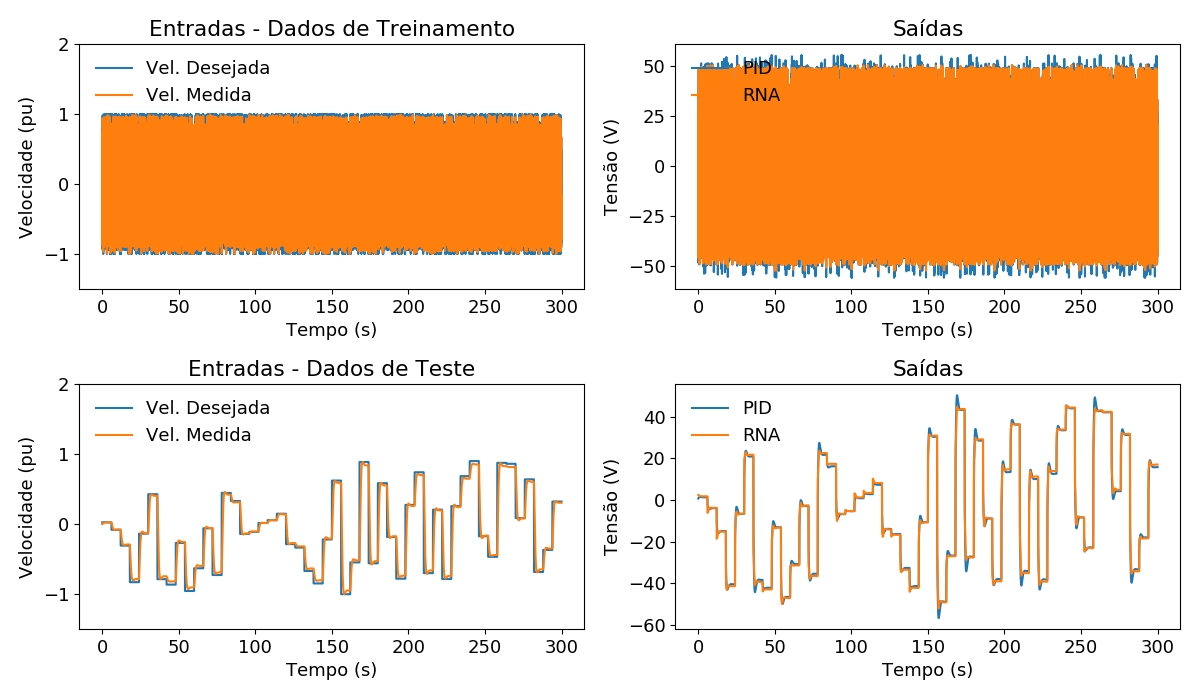 Entradas - Dados de Treinamento
Vel. Desejada
Vel. Medida
Velocidade (pu)
2
1
0
−1
0 50 100 150 200 250 300
Tempo (s)
Saídas
PID
RNA
Tensão (V)
50
25
0
−25
−50
0 50 100 150 200 250 300
Tempo (s)
Entradas - Dados de Teste
Vel. Desejada
Vel. Medida
Velocidade (pu)
2
1
0
−1
0 50 100 150 200 250 300
Tempo (s)
Saídas
PID
RNA
Tensão (V)
40
20
0
−20
−40
−60
0 50 100 150 200 250 300
Tempo (s)